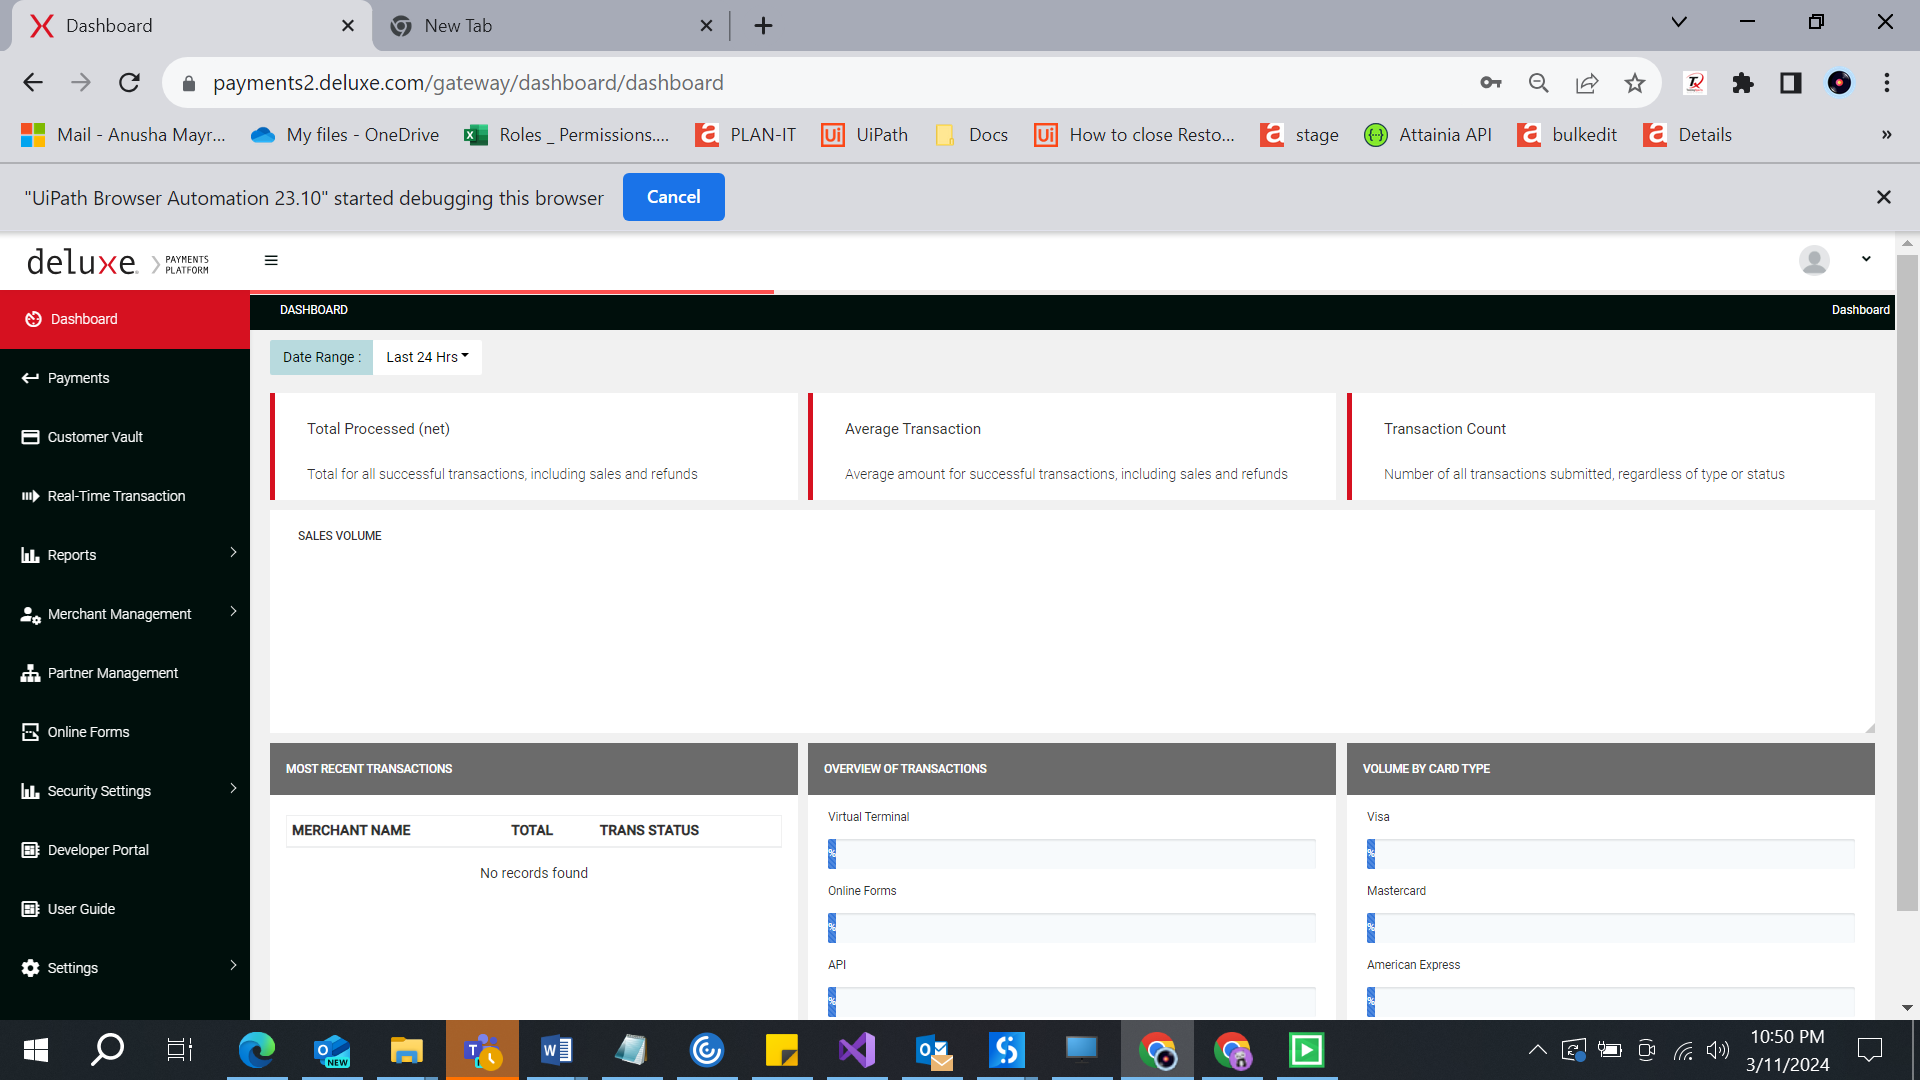 Dashboard
New Tab
payments2.deluxe.com/gateway/dashboard/dashboard
Mail - Anusha Mayr...
My files - OneDrive
Roles _ Permissions....
PLAN-IT
UiPath
Docs
How to close Resto...
stage
Attainia API
bulkedit
Details
»
"UiPath Browser Automation 23.10" started debugging this browser
Cancel
deluxe.
PAYMENTS
PLATFORM
Dashboard
Payments
Customer Vault
Real-Time Transaction
Reports
Merchant Management
Partner Management
Online Forms
Security Settings
Developer Portal
User Guide
Settings
DASHBOARD
Dashboard
Date Range :
Last 24 Hrs
Total Processed (net)
Total for all successful transactions, including sales and refunds
Average Transaction
Average amount for successful transactions, including sales and refunds
Transaction Count
Number of all transactions submitted, regardless of type or status
SALES VOLUME
MOST RECENT TRANSACTIONS
MERCHANT NAME TOTAL TRANS STATUS
No records found
OVERVIEW OF TRANSACTIONS
Virtual Terminal
%
Online Forms
%
API
%
VOLUME BY CARD TYPE
Visa
%
Mastercard
%
American Express
%
NEW
10:50 PM
3/11/2024